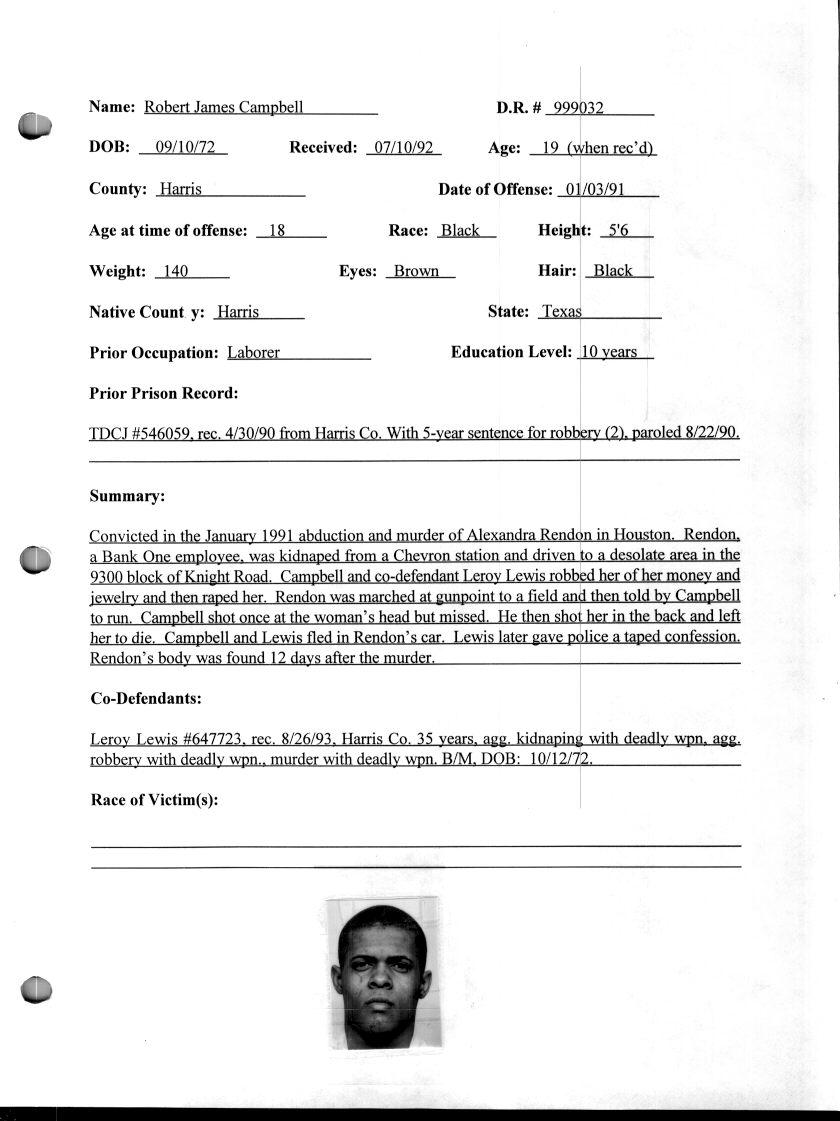 Name: Robert James Campbell D.R. # 999032
DOB: 09/10/72 Received: 07/10/92 Age: 19 (when rec'd)
County: Harris Date of Offense: 01/03/91
Age at time of offense: 18 Race: Black Height: 5'6
Weight: 140 Eyes: Brown Hair: Black
Native Count y: Harris State: Texas
Prior Occupation: Laborer Education Level: 10 years
Prior Prison Record:
TDCJ #546059, rec. 4/30/90 from Harris Co. With 5-year sentence for robbery (2), paroled 8/22/90.
Summary:
Convicted in the January 1991 abduction and murder of Alexandra Rendon in Houston. Rendon,
a Bank One employee, was kidnaped from a Chevron station and driven to a desolate area in the
9300 block of Knight Road. Campbell and co-defendant Leroy Lewis robbed her of her money and
jewelry and then raped her. Rendon was marched at gunpoint to a field and then told by Campbell
to run. Campbell shot once at the woman's head but missed. He then shot her in the back and left
her to die. Campbell and Lewis fled in Rendon's car. Lewis later gave police a taped confession.
Rendon's body was found 12 days after the murder.
Co-Defendants:
Leroy Lewis #647723, rec. 8/26/93, Harris Co. 35 years, agg. kidnaping with deadly wpn, agg.
robbery with deadly wpn., murder with deadly wpn. B/M, DOB: 10/12/72.
Race of Victim(s):